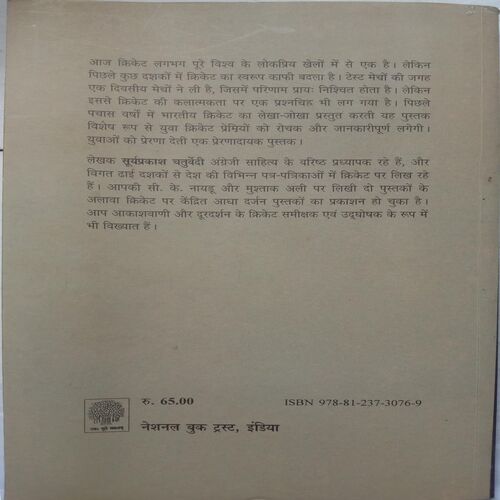 आज क्रिकेट लगभग पूरे विश्व के लोकप्रिय खेलों में से एक है। लेकिन
पिछले कुछ दशकों में क्रिकेट का स्वरूप काफी बदला है। टेस्ट मेचों की जगह
एक दिवसीय मेचों ने ली है, जिसमें परिणाम प्रायः निश्चित होता है। लेकिन
इससे क्रिकेट की कलात्मकता पर एक प्रश्नचिह्न भी लग गया है। पिछले
पचास वर्षों में भारतीय क्रिकेट का लेखा-जोखा प्रस्तुत करती यह पुस्तक
विशेष रूप से युवा क्रिकेट प्रेमियों को रोचक और जानकारीपूर्ण लगेगी।
युवाओं को प्रेरणा देती एक प्रेरणादायक पुस्तक।
लेखक सूर्यप्रकाश चतुर्वेदी अंग्रेजी साहित्य के वरिष्ठ प्रध्यापक रहे हैं, और
विगत ढाई दशकों से देश की विभिन्न पत्र-पत्रिकाओं में क्रिकेट पर लिख रहे
हैं। आपकी सी. के. नायडू और मुश्ताक अली पर लिखी दो पुस्तकों के
अलावा क्रिकेट पर केंद्रित आधा दर्जन पुस्तकों का प्रकाशन हो चुका है।
आप आकाशवाणी और दूरदर्शन के क्रिकेट समीक्षक एवं उद्घोषक के रूप में
भी विख्यात हैं।
रु. 65.00 ISBN 978-81-237-3076-9
नेशनल बुक ट्रस्ट, इंडिया